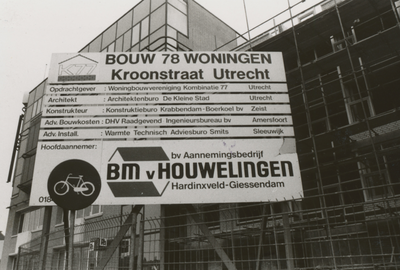 BOUW 78 WONINGEN
Kroonstraat Utrecht
Opdrachtgever : Woningbouwvereniging Kombinatie 77 Utrecht
Architekt : Architektenburo De Kleine Stad Utrecht
Konstrukteur : Konstruktieburo Krabbendam-Boerkoel bv Zeist
Adv. Bouwkosten : DHV Raadgevend Ingenieursbureau bv Amersfoort
Adv. Install. : Warmte Technisch Adviesburo Smits Sleeuwijk
Hoofdaannemer:
bv Aannemingsbedrijf
BM v HOUWELINGEN
Hardinxveld-Giessendam
018